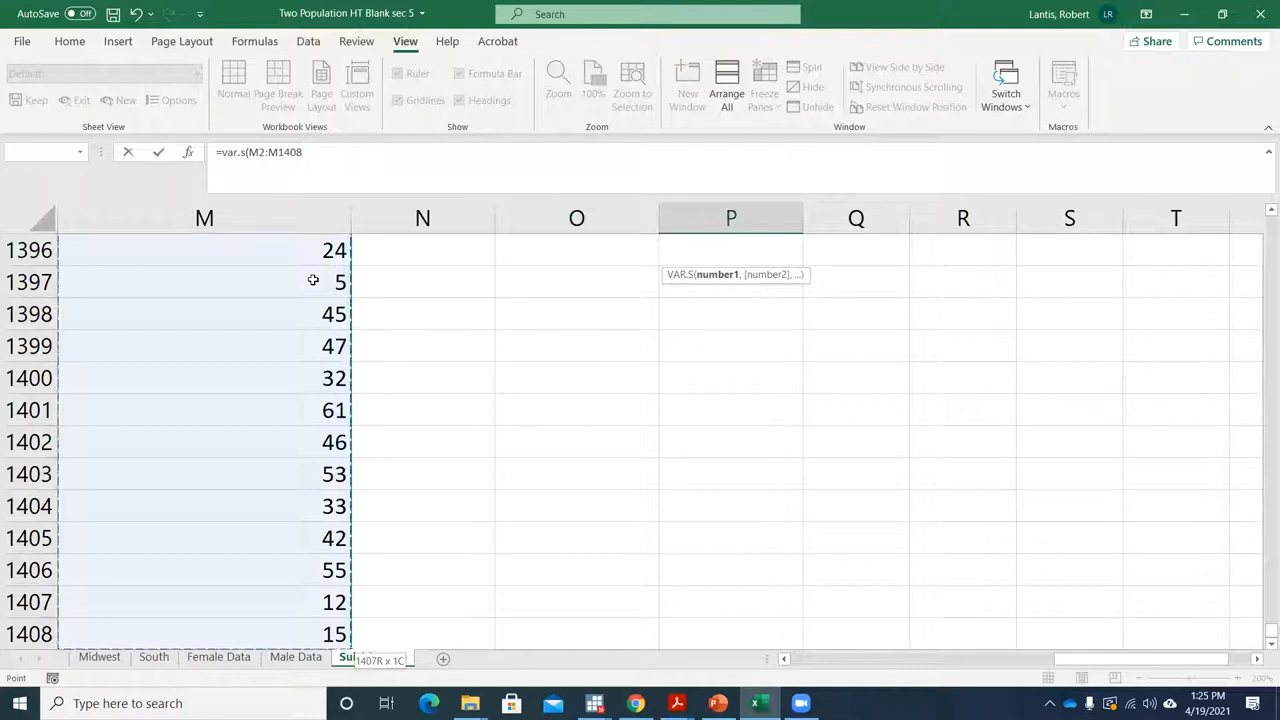 AutoSave Off Two Population HT Blank sec 5 Search Lantis, Robert LR
File Home Insert Page Layout Formulas Data Review View Help Acrobat Share Comments
Default
Keep Exit New Options
Sheet View
Normal Page Break Preview Page Layout Custom Views
Workbook Views
Ruler Formula Bar
Gridlines Headings
Show
Zoom 100% Zoom to Selection
Zoom
New Window Arrange All Freeze Panes Split Hide Unhide
View Side by Side
Synchronous Scrolling
Reset Window Position
Switch Windows
Window
Macros
Macros
fx =var.s(M2:M1408
M N O P Q R S T
1396 24
VAR.S(number1, [number2], ...)
1397 5
1398 45
1399 47
1400 32
1401 61
1402 46
1403 53
1404 33
1405 42
1406 55
1407 12
1408 15
Midwest South Female Data Male Data 1407R x 1C
Point 200%
Type here to search 1:25 PM
4/19/2021